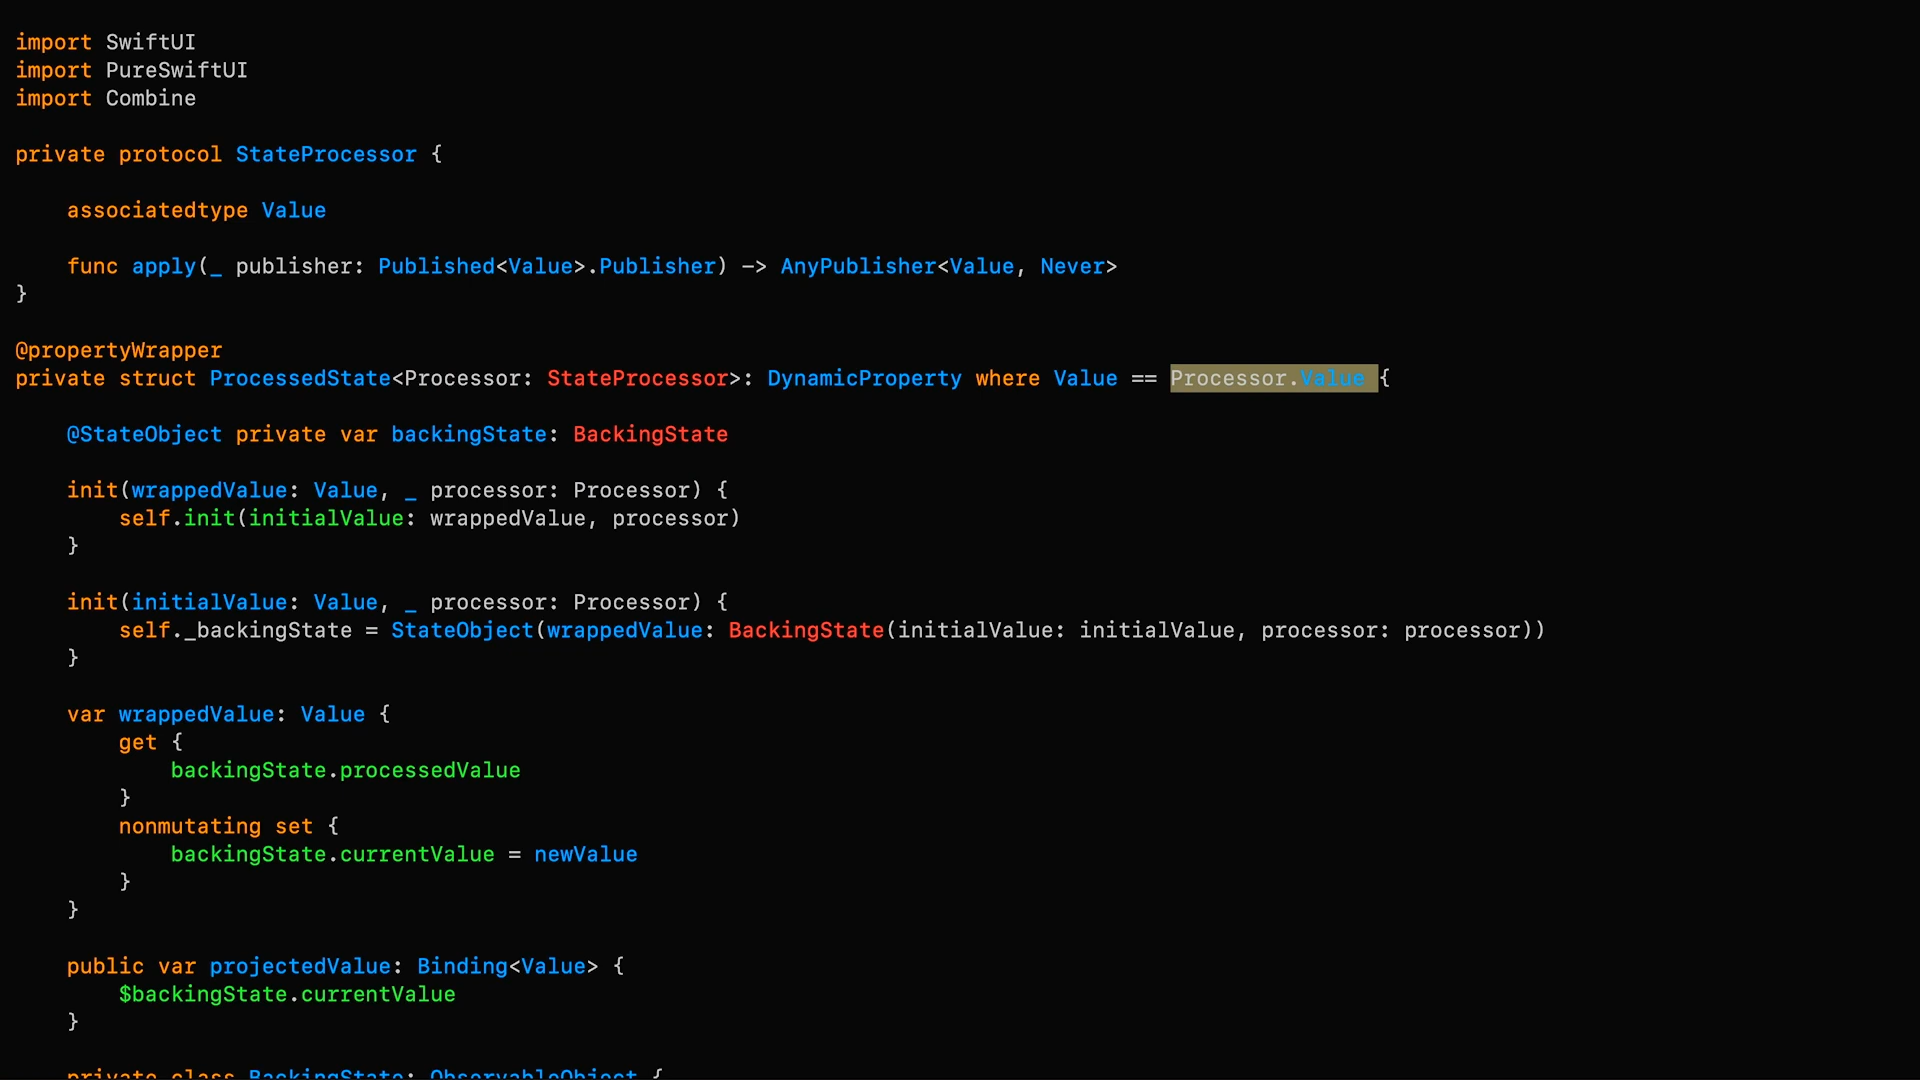 import SwiftUI
import PureSwiftUI
import Combine
private protocol StateProcessor {
associatedtype Value
func apply(_ publisher: Published<Value>.Publisher) -> AnyPublisher<Value, Never>
}
@propertyWrapper
private struct ProcessedState<Processor: StateProcessor>: DynamicProperty where Value == Processor.Value {
@StateObject private var backingState: BackingState
init(wrappedValue: Value, _ processor: Processor) {
self.init(initialValue: wrappedValue, processor)
}
init(initialValue: Value, _ processor: Processor) {
self._backingState = StateObject(wrappedValue: BackingState(initialValue: initialValue, processor: processor))
}
var wrappedValue: Value {
get {
backingState.processedValue
}
nonmutating set {
backingState.currentValue = newValue
}
}
public var projectedValue: Binding<Value> {
$backingState.currentValue
}
private class BackingState: ObservableObject {